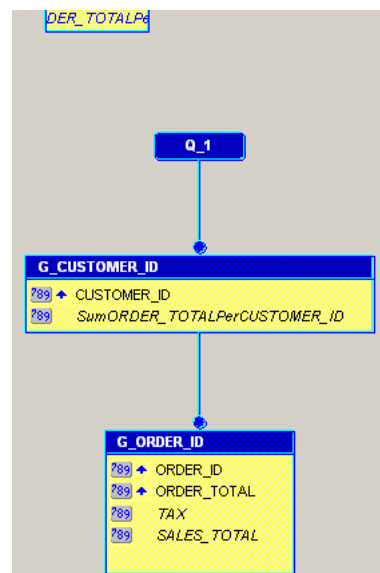 DER_TOTALPe
Q_1
G_CUSTOMER_ID
789 CUSTOMER_ID
789 SumORDER_TOTALPerCUSTOMER_ID
G_ORDER_ID
789 ORDER_ID
789 ORDER_TOTAL
789 TAX
789 SALES_TOTAL